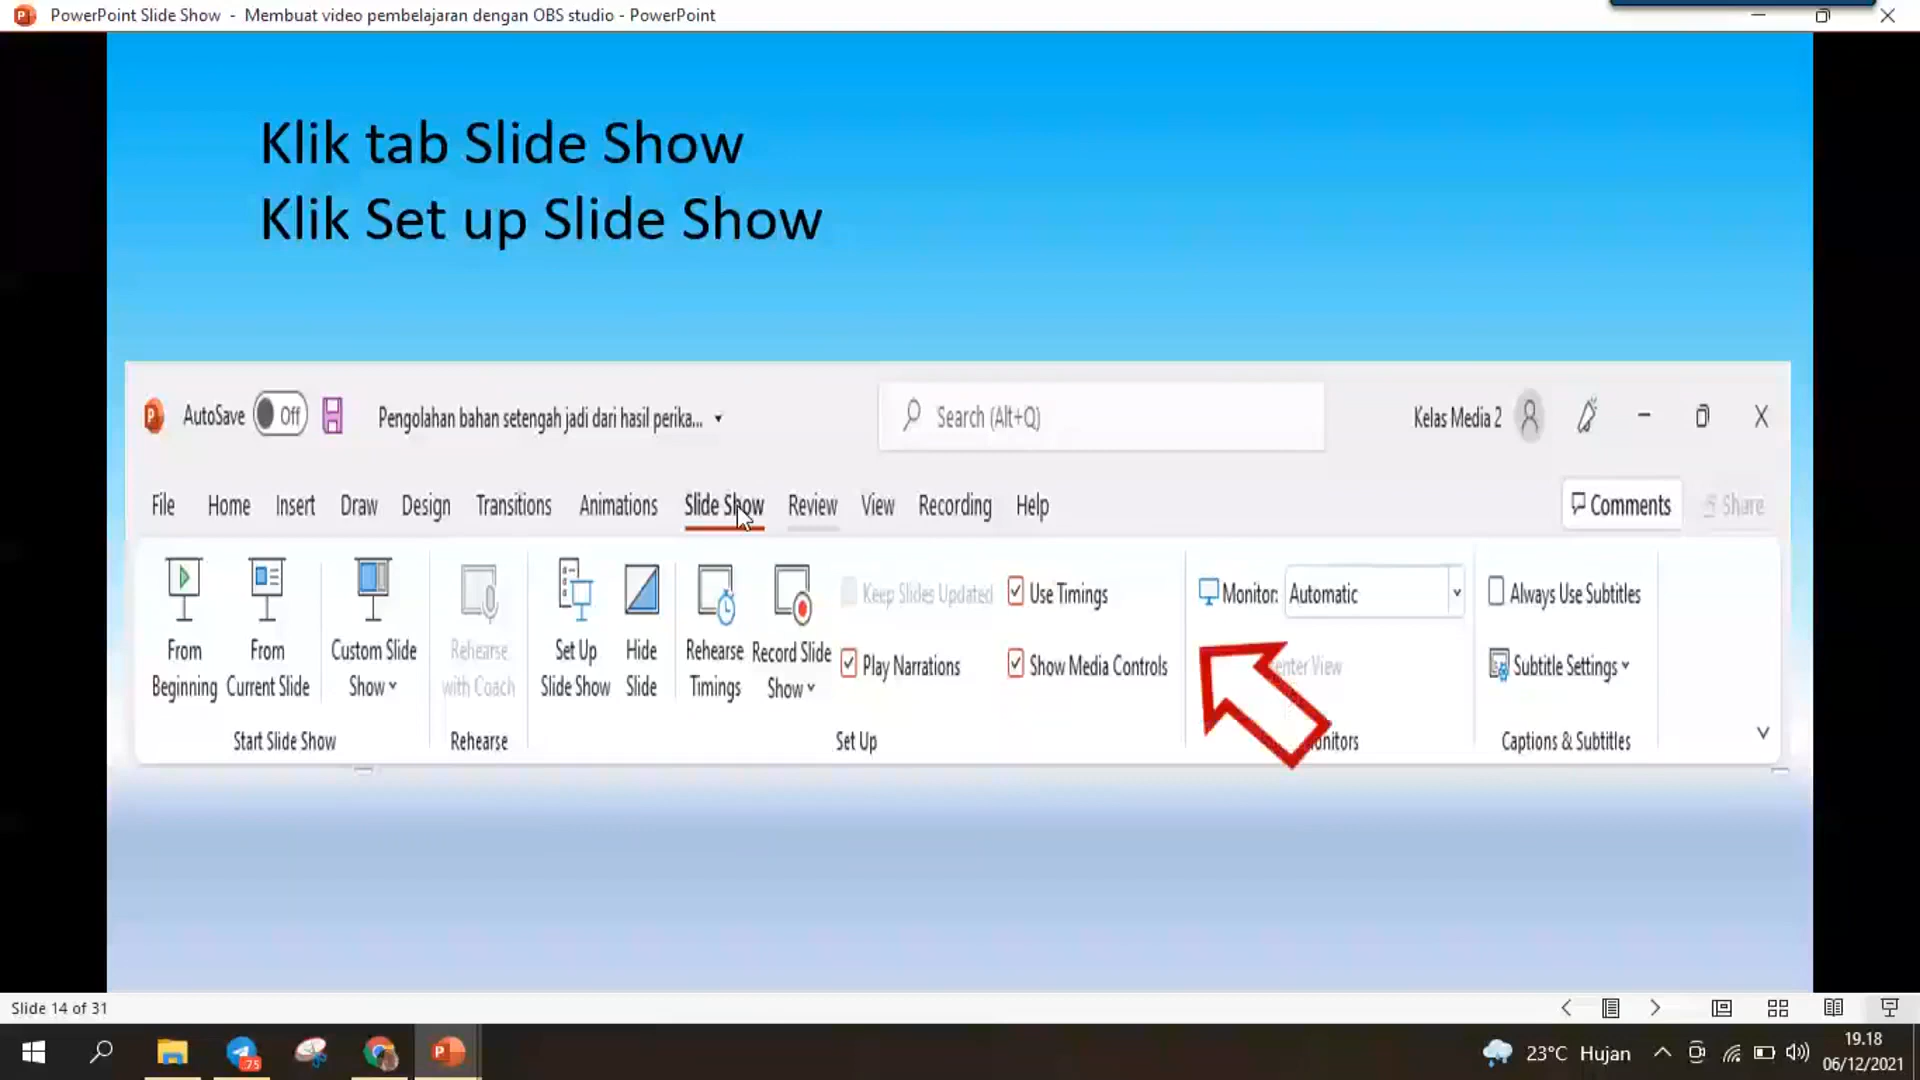 PowerPoint Slide Show - Membuat video pembelajaran dengan OBS studio - PowerPoint
Klik tab Slide Show
Klik Set up Slide Show
AutoSave Off Pengolahan bahan setengah jadi dari hasil perika... Search (Alt+Q) Kelas Media 2
File Home Insert Draw Design Transitions Animations Slide Show Review View Recording Help Comments Share
Keep Slides Updated Use Timings Monitor: Automatic Always Use Subtitles
From Beginning
From Current Slide
Custom Slide Show
Rehearse with Coach
Set Up Slide Show
Hide Slide
Rehearse Timings
Record Slide Show
Play Narrations Show Media Controls View Subtitle Settings
Start Slide Show Rehearse Set Up Captions & Subtitles
Slide 14 of 31
75
23°C Hujan
19.18
06/12/2021